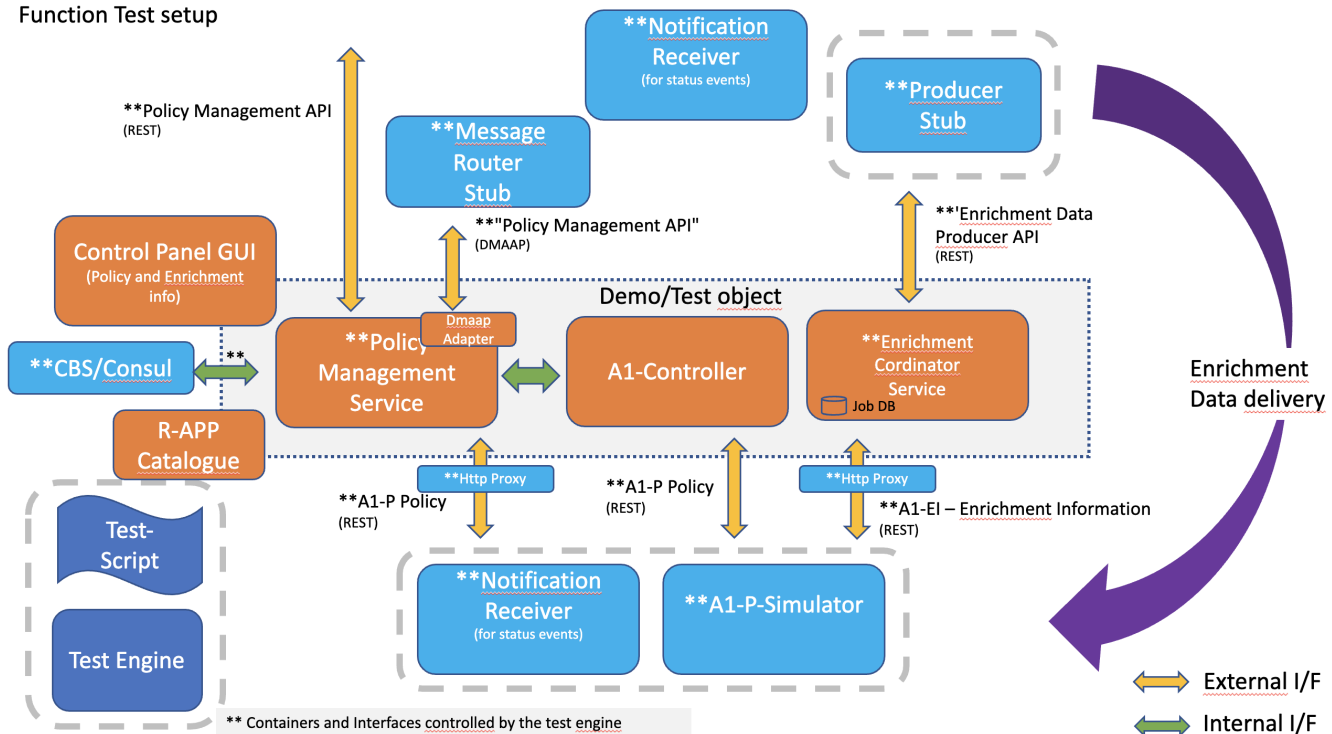 Function Test setup
**Notification
Receiver
(for status events)
**Producer
Stub
**Policy Management API
(REST)
**Message
Router
Stub
**"Policy Management API"
(DMAAP)
**'Enrichment Data
Producer API
(REST)
Control Panel GUI
(Policy and Enrichment
info)
Demo/Test object
Dmaap
Adapter
**Policy
Management
Service
A1-Controller
**Enrichment
Cordinator
Service
Job DB
**CBS/Consul
**
Enrichment
Data delivery
R-APP
Catalogue
**Http Proxy
**Http Proxy
**A1-P Policy
(REST)
**A1-P Policy
(REST)
**A1-EI – Enrichment Information
(REST)
Test-
Script
Test Engine
**Notification
Receiver
(for status events)
**A1-P-Simulator
External I/F
Internal I/F
** Containers and Interfaces controlled by the test engine